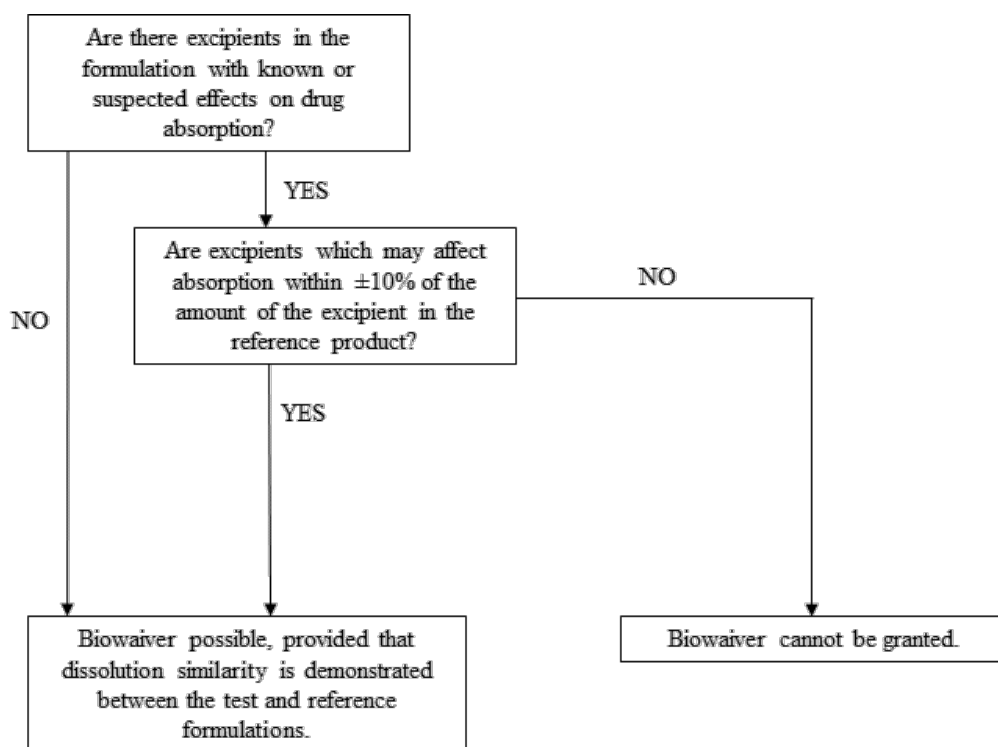 Are there excipients in the
formulation with known or
suspected effects on drug
absorption?
YES
Are excipients which may affect
absorption within ±10% of the
amount of the excipient in the
reference product?
NO
NO
YES
Biowaiver possible, provided that
dissolution similarity is demonstrated
between the test and reference
formulations.
Biowaiver cannot be granted.